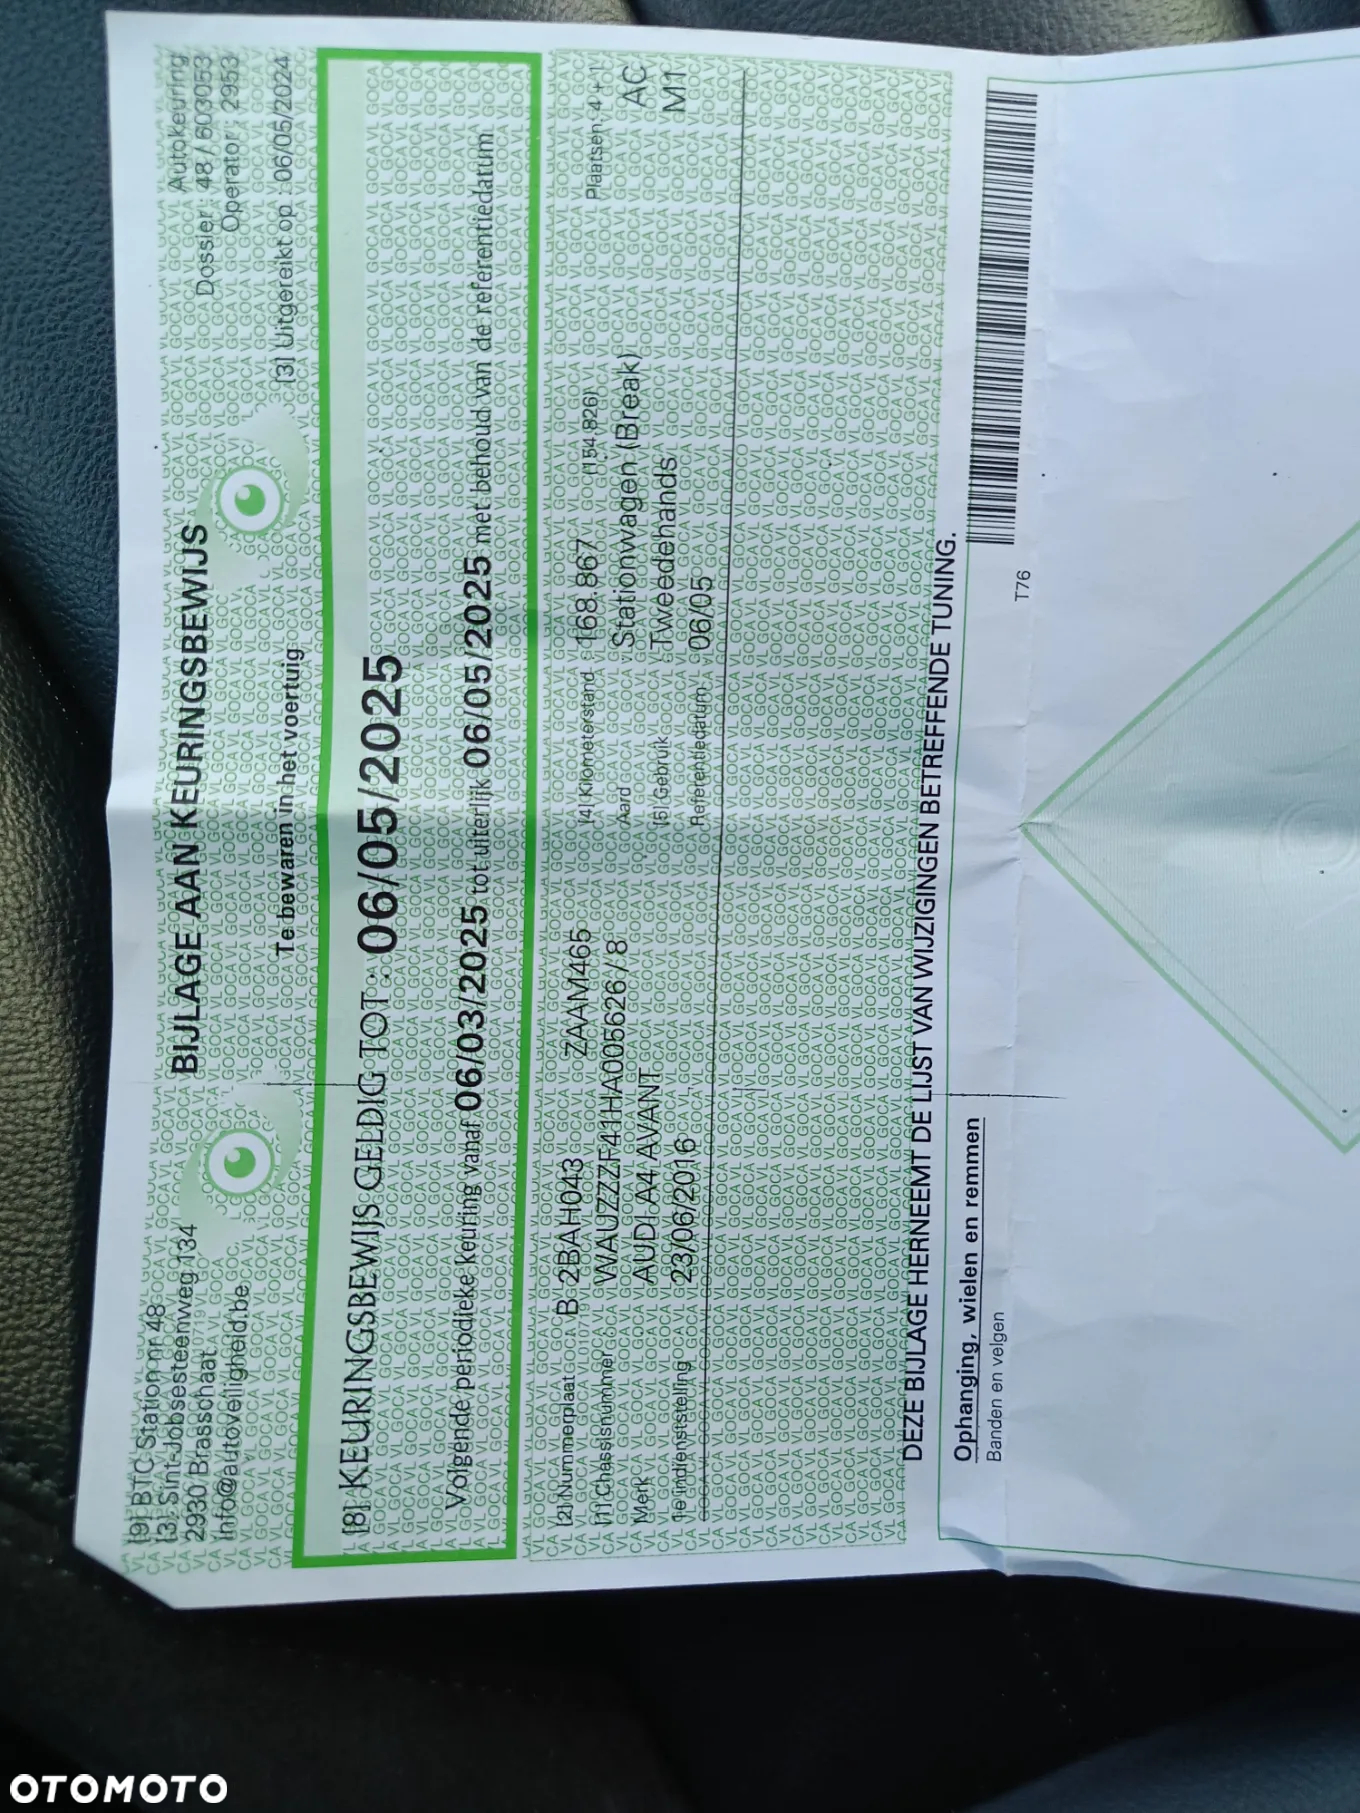 [9] BTC Station nr 48
[3] Sint-Jobsesteenweg 134
2930 Brasschaat
Info@autoveiligheid.be
BIJLAGE AAN KEURINGSBEWIJS
Te bewaren in het voertuig
Autokeuring
Dossier : 48 / 603053
Operator : 2953
[3] Uitgereikt op : 06/05/2024
[8] KEURINGSBEWIJS GELDIG TOT : 06/05/2025
Volgende periodieke keuring vanaf 06/03/2025 tot uiterlijk 06/05/2025 met behoud van de referentiedatum
[2] Nummerplaat B 2BAH043 ZAAM465 [4] Kilometerstand 168.867 (154.826) Plaatsen 4 + 1
[1] Chassisnummer WAUZZZF41HA005626 / 8 Aard Stationwagen (Break) AC
Merk AUDI A4 AVANT [5] Gebruik Tweedehands M1
1e Indienststelling 23/06/2016 Referentiedatum 06/05
DEZE BIJLAGE HERNEEMT DE LIJST VAN WIJZIGINGEN BETREFFENDE TUNING.
Ophanging, wielen en remmen
Banden en velgen
T76
OTOMOTO